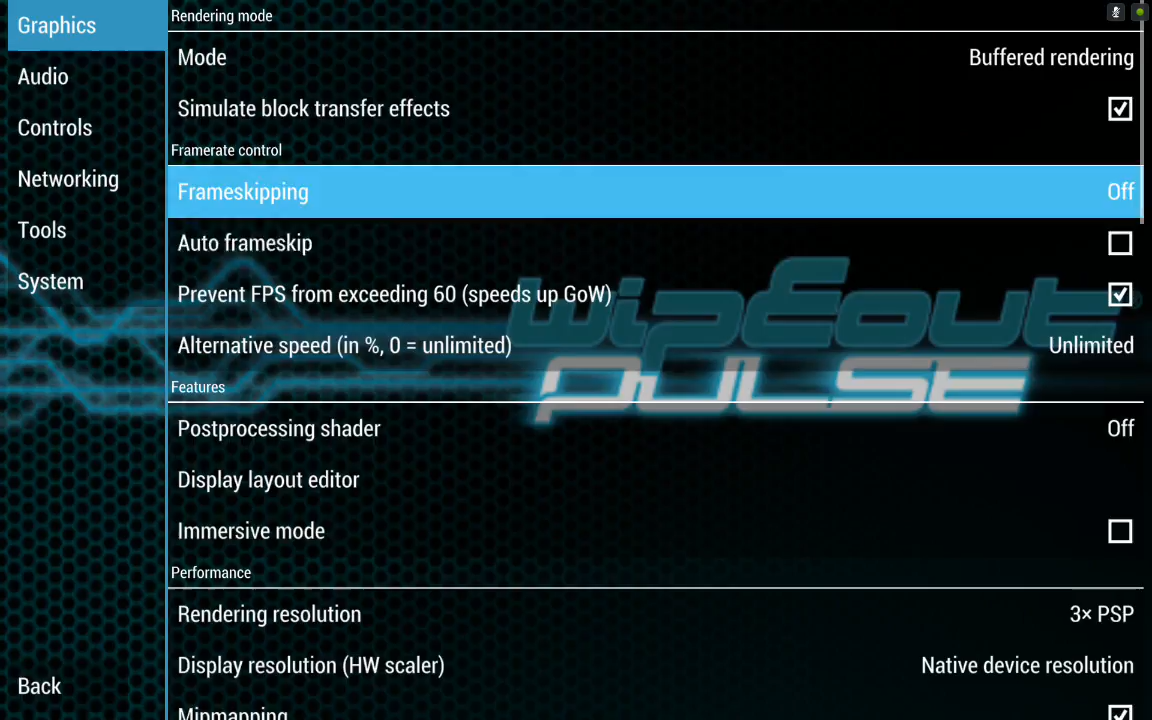 Graphics
Audio
Controls
Networking
Tools
System
Back
Rendering mode
Mode Buffered rendering
Simulate block transfer effects
Framerate control
Frameskipping Off
Auto frameskip
Prevent FPS from exceeding 60 (speeds up GoW)
Alternative speed (in %, 0 = unlimited) Unlimited
Features
Postprocessing shader Off
Display layout editor
Immersive mode
Performance
Rendering resolution 3× PSP
Display resolution (HW scaler) Native device resolution
Mipmapping
wipEout®
PULSE